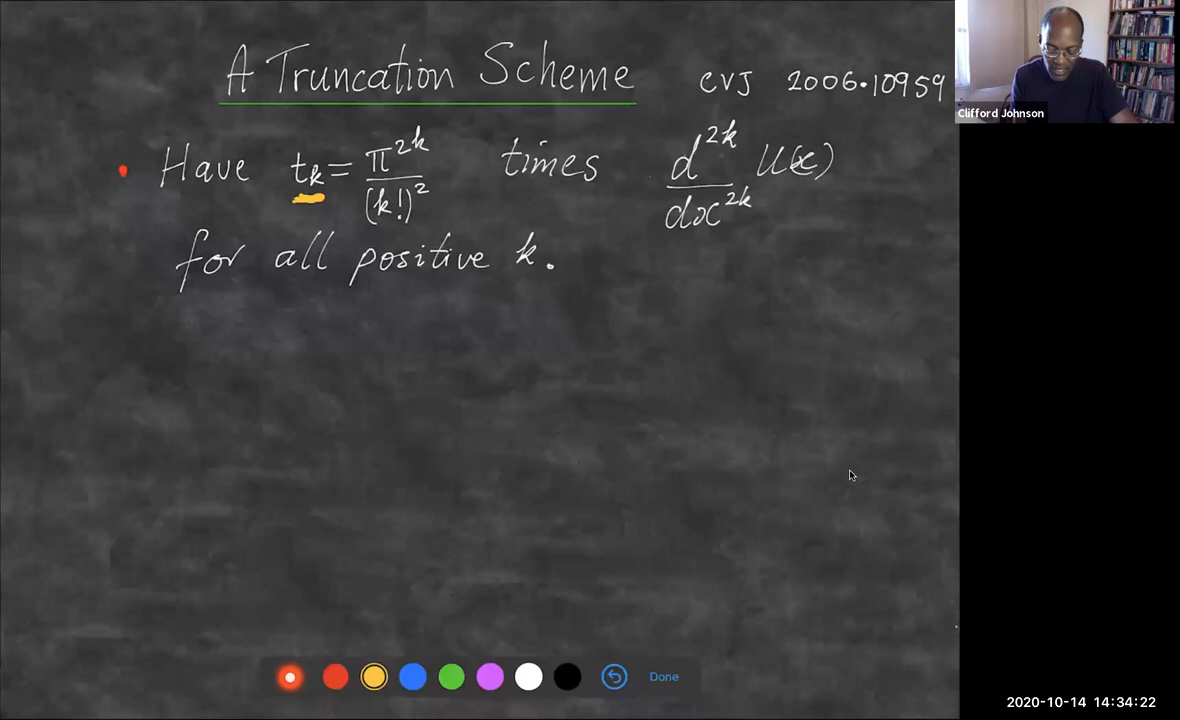 A Truncation Scheme CVJ 2006.10959
Clifford Johnson
• Have t_k = π^{2k} / (k!)^2 times d^{2k} / dx^{2k} U(x)
for all positive k.
Done
2020-10-14 14:34:22